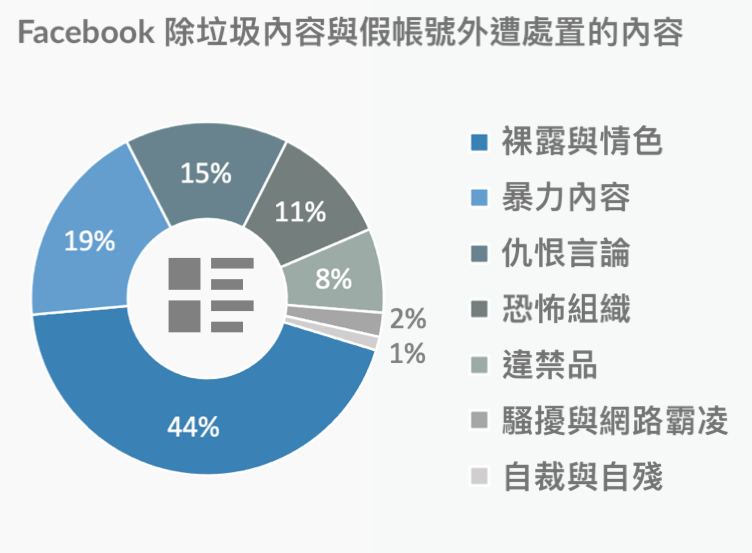 Facebook 除垃圾內容與假帳號外遭處置的內容
15%
11%
19%
8%
2%
1%
44%
裸露與情色
暴力內容
仇恨言論
恐怖組織
違禁品
騷擾與網路霸凌
自裁與自殘